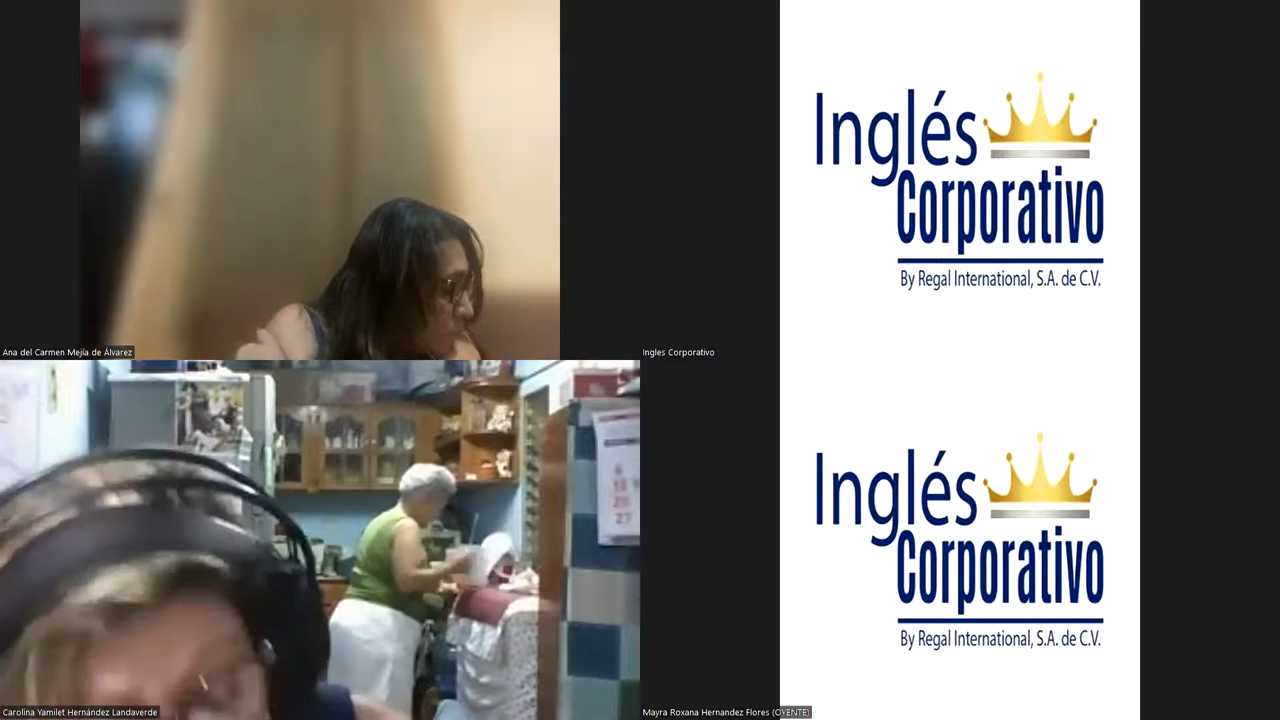 Inglés
Corporativo
By Regal International, S.A. de C.V.
Ana del Carmen Mejía de Álvarez
Ingles Corporativo
Inglés
Corporativo
By Regal International, S.A. de C.V.
Carolina Yamilet Hernández Landaverde
Mayra Roxana Hernandez Flores (OYENTE)